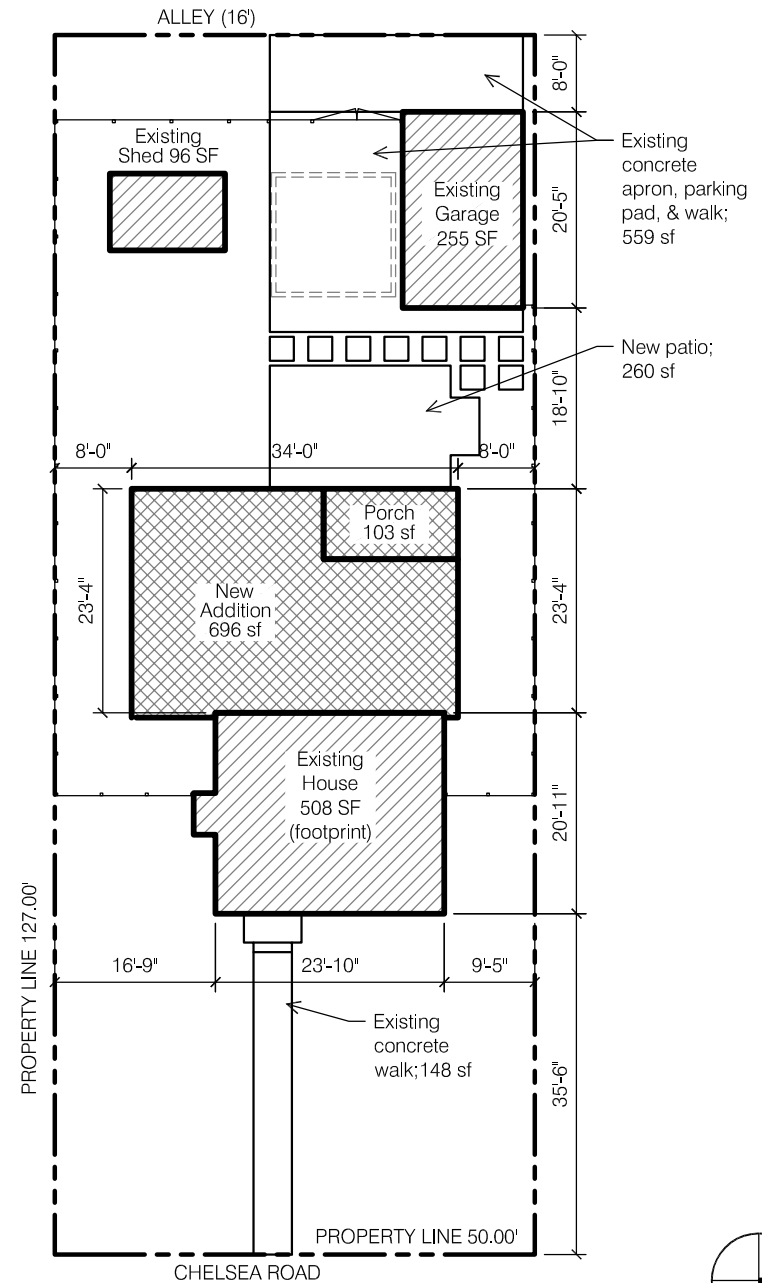 ALLEY (16')
8'-0"
Existing
Shed 96 SF
Existing
Garage
255 SF
20'-5"
Existing
concrete
apron, parking
pad, & walk;
559 sf
New patio;
260 sf
18'-10"
8'-0"
34'-0"
8'-0"
Porch
103 sf
23'-4"
New
Addition
696 sf
23'-4"
Existing
House
508 SF
(footprint)
20'-11"
PROPERTY LINE 127.00'
16'-9"
23'-10"
9'-5"
Existing
concrete
walk;148 sf
35'-6"
PROPERTY LINE 50.00'
CHELSEA ROAD